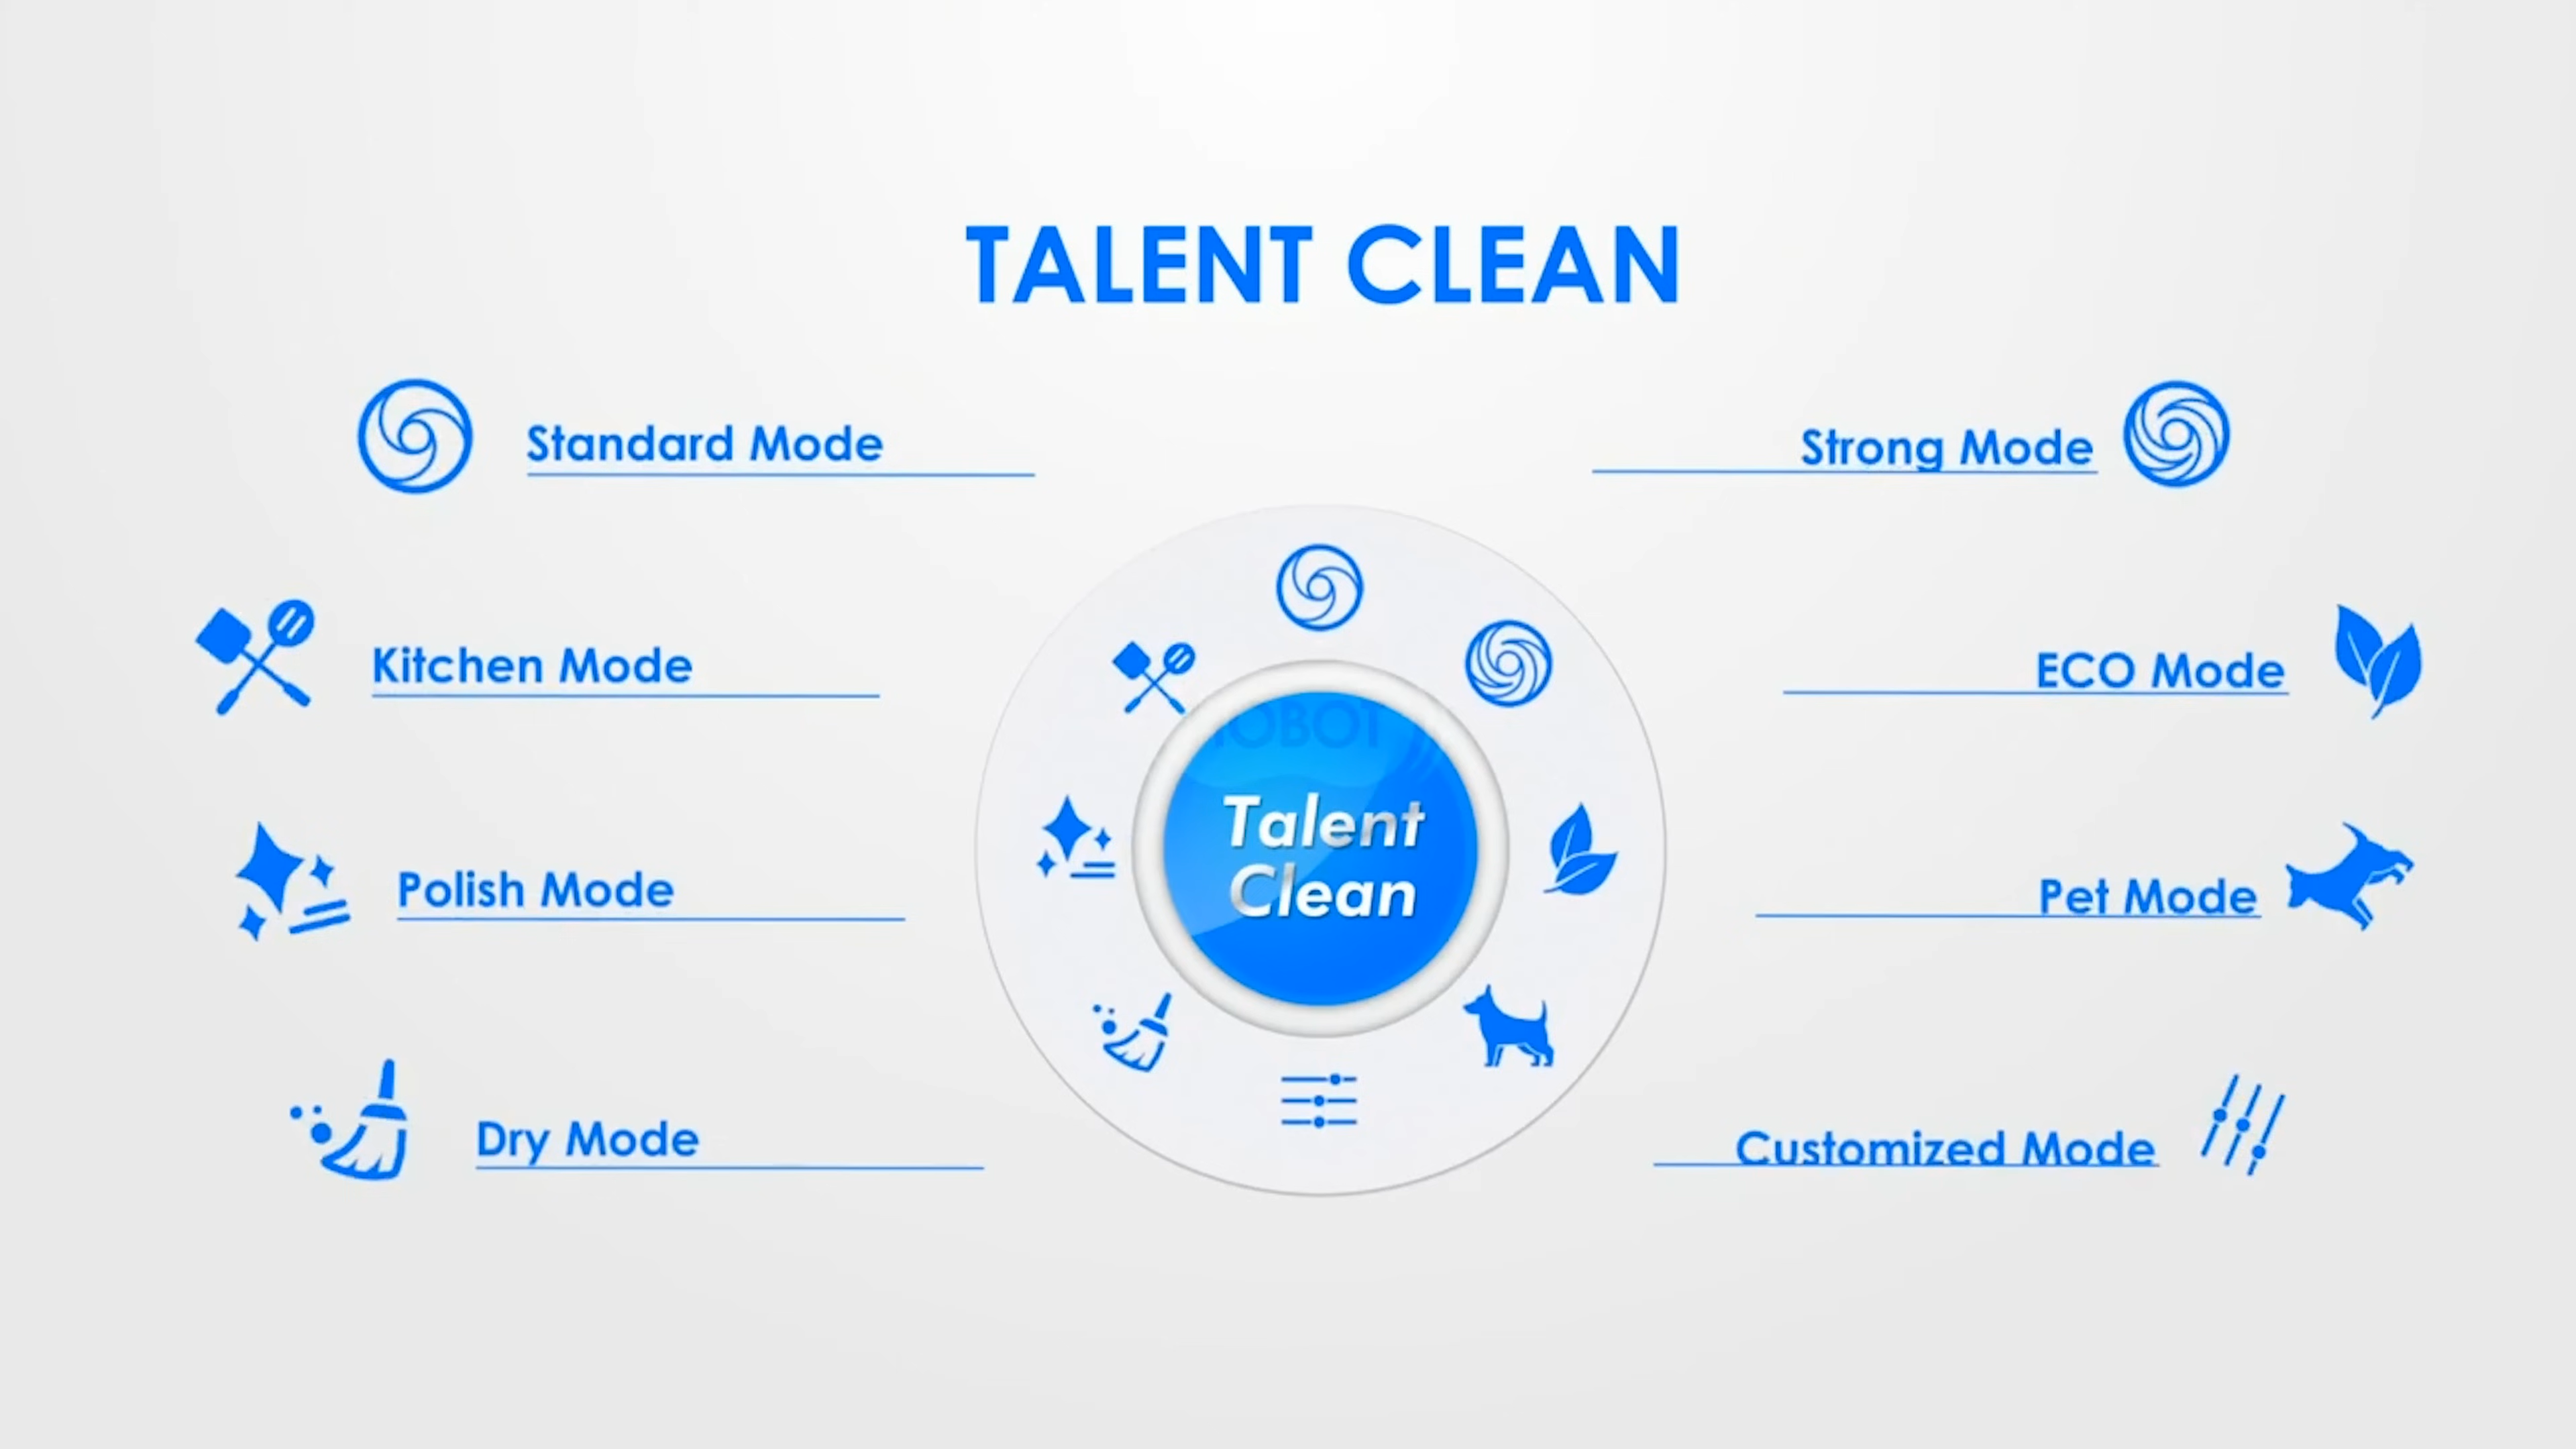 TALENT CLEAN
Standard Mode
Strong Mode
Kitchen Mode
ECO Mode
Talent
Clean
Polish Mode
Pet Mode
Dry Mode
Customized Mode